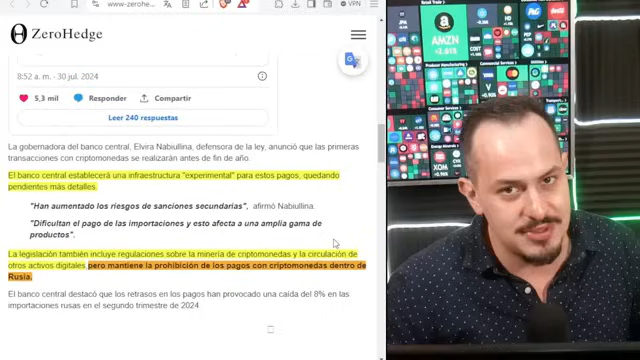 www-zerohe
VPN
ZeroHedge
8:52 a. m. · 30 jul. 2024
5,3 mil
Responder
Compartir
Leer 240 respuestas
La gobernadora del banco central, Elvira Nabiullina, defensora de la ley, anunció que las primeras
transacciones con criptomonedas se realizarán antes de fin de año.
El banco central establecerá una infraestructura "experimental" para estos pagos, quedando
pendientes más detalles.
"Han aumentado los riesgos de sanciones secundarias", afirmó Nabiullina.
"Dificultan el pago de las importaciones y esto afecta a una amplia gama de
productos".
La legislación también incluye regulaciones sobre la minería de criptomonedas y la circulación de
otros activos digitales pero mantiene la prohibición de los pagos con criptomonedas dentro de
Rusia.
El banco central destacó que los retrasos en los pagos han provocado una caída del 8% en las
importaciones rusas en el segundo trimestre de 2024
AMZN
HD
COST
V